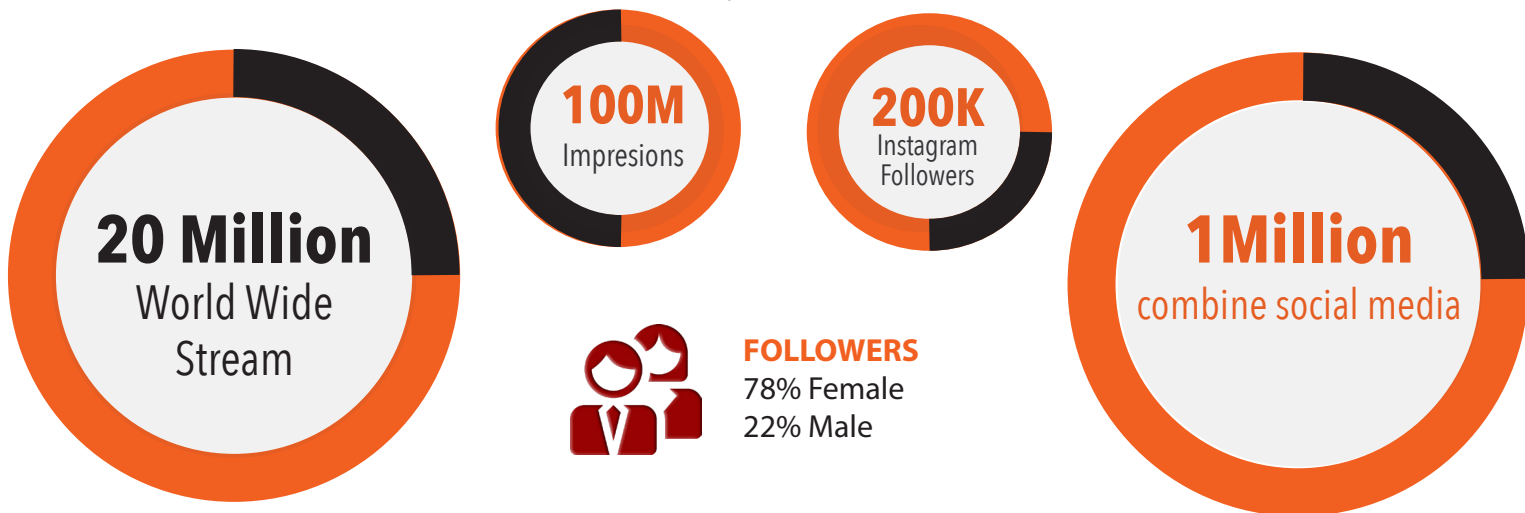 20 Million
World Wide
Stream
100M
Impresions
200K
Instagram
Followers
FOLLOWERS
78% Female
22% Male
1Million
combine social media